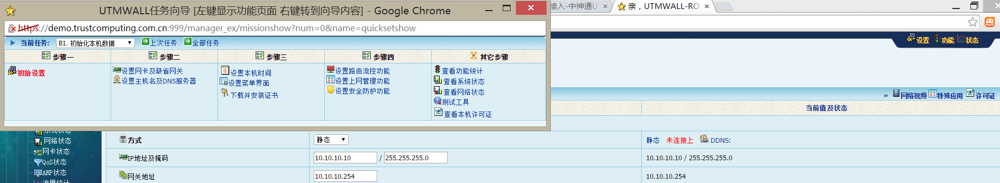 UTMWALL任务向导 [左键显示功能页面 右键转到向导内容] - Google Chrome
接入-中神通U ×
亲，UTMWALL-RO ×
https://demo.trustcomputing.com.cn:999/manager_ex/missionshow?num=0&name=quicksetshow
惠
当前任务: B1. 初始化本机数据 上次任务 全部任务
设置 功能 状态
步骤一 步骤二 步骤三 步骤四 其它步骤
初始设置
设置网卡及缺省网关
设置主机名及DNS服务器
设置本机时间
设置菜单界面
下载并安装证书
设置路由流控功能
设置上网管理功能
设置安全防护功能
查看功能统计
查看系统状态
查看网络状态
测试工具
查看本机许可证
» 网络视频 特殊应用 许可证
当前值及状态
系统状态
网络状态
网卡状态
QoS状态
ARP状态
流量统计
方式 静态 静态 未连接上 DDNS:
IP地址及掩码 10.10.10.10 / 255.255.255.0 10.10.10.10 / 255.255.255.0
网关地址 10.10.10.254 10.10.10.254